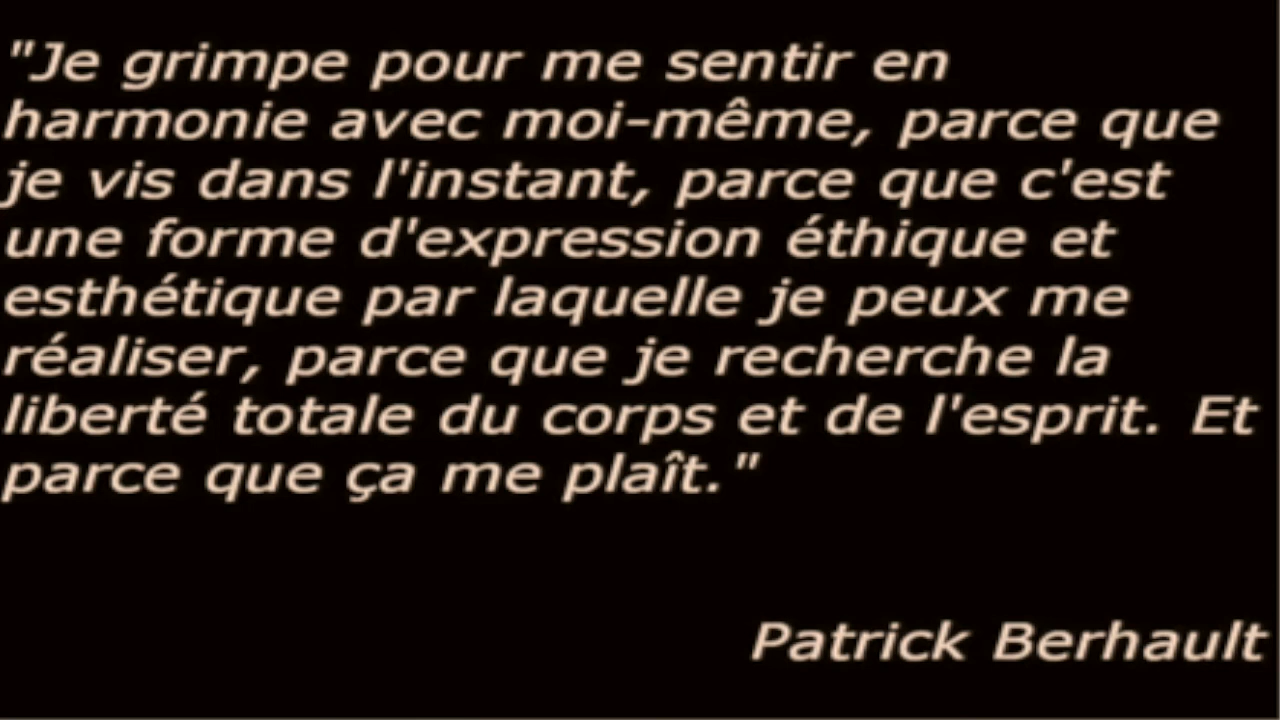 "Je grimpe pour me sentir en
harmonie avec moi-même, parce que
je vis dans l'instant, parce que c'est
une forme d'expression éthique et
esthétique par laquelle je peux me
réaliser, parce que je recherche la
liberté totale du corps et de l'esprit. Et
parce que ça me plaît."
Patrick Berhault